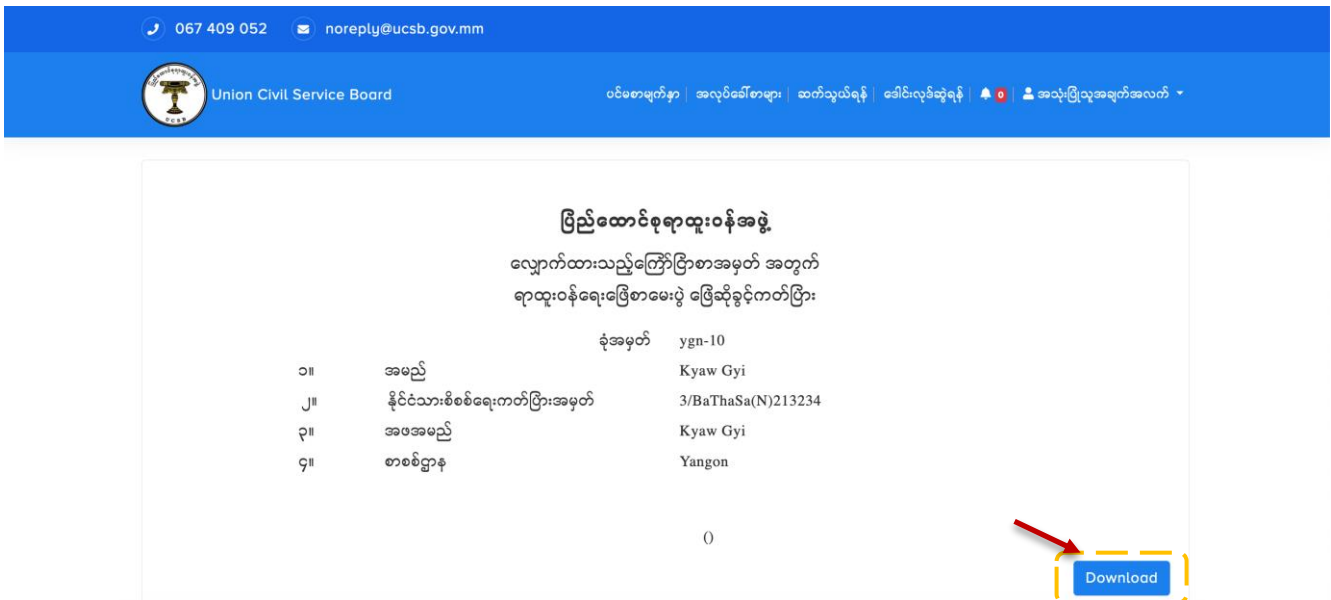 067 409 052 noreply@ucsb.gov.mm
Union Civil Service Board ပင်မစာမျက်နှာ | အလုပ်ခေါ်စာများ | ဆက်သွယ်ရန် | ဒေါင်းလုဒ်ဆွဲရန် | 0 | အသုံးပြုသူအချက်အလက်
UCSB
ပြည်ထောင်စုရာထူးဝန်အဖွဲ့
လျှောက်ထားသည့်ကြော်ငြာစာအမှတ် အတွက်
ရာထူးဝန်ရေးဖြေစာမေးပွဲ ဖြေဆိုခွင့်ကတ်ပြား
ခုံအမှတ် ygn-10
၁။ အမည် Kyaw Gyi
၂။ နိုင်ငံသားစိစစ်ရေးကတ်ပြားအမှတ် 3/BaThaSa(N)213234
၃။ အဖအမည် Kyaw Gyi
၄။ စာစစ်ဌာန Yangon
()
Download